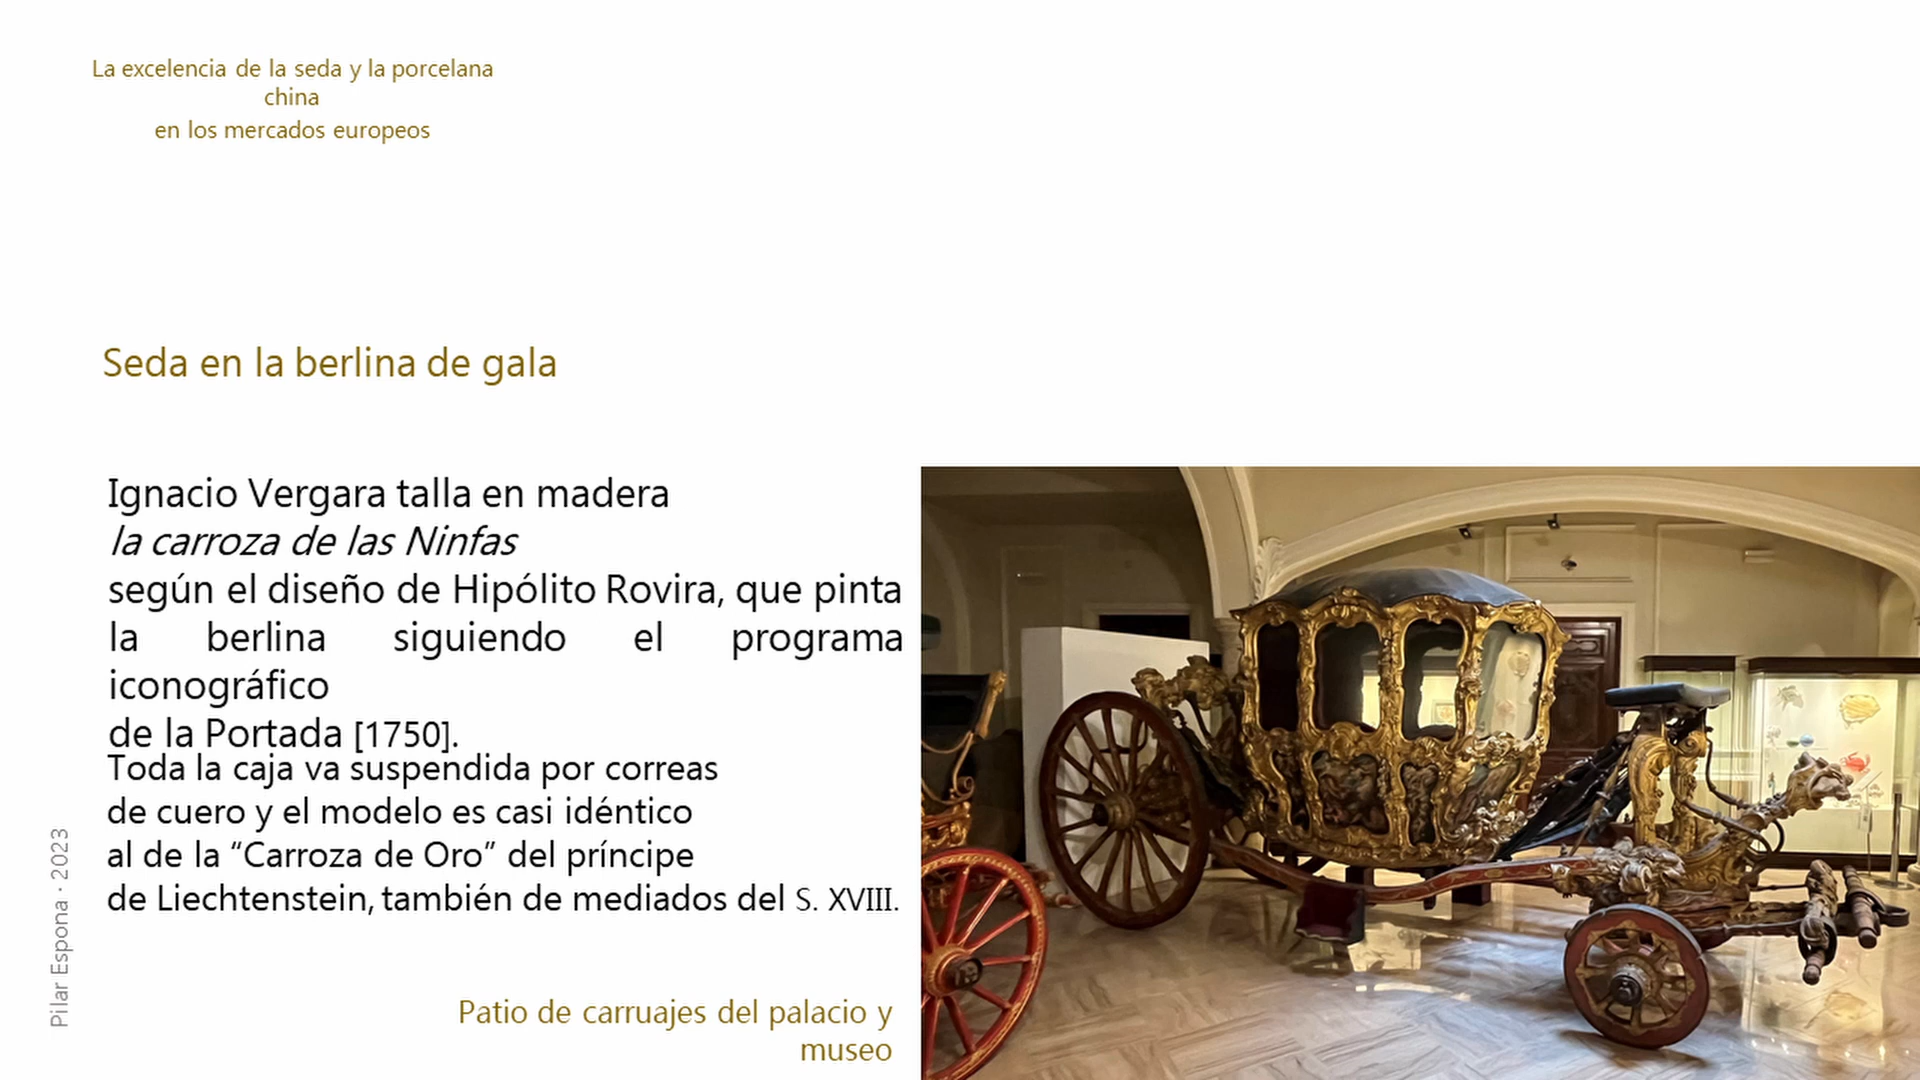 La excelencia de la seda y la porcelana
china
en los mercados europeos
Seda en la berlina de gala
Ignacio Vergara talla en madera
la carroza de las Ninfas
según el diseño de Hipólito Rovira, que pinta
la berlina siguiendo el programa
iconográfico
de la Portada [1750].
Toda la caja va suspendida por correas
de cuero y el modelo es casi idéntico
al de la “Carroza de Oro” del príncipe
de Liechtenstein, también de mediados del S. XVIII.
Patio de carruajes del palacio y
museo
Pilar Espona · 2023